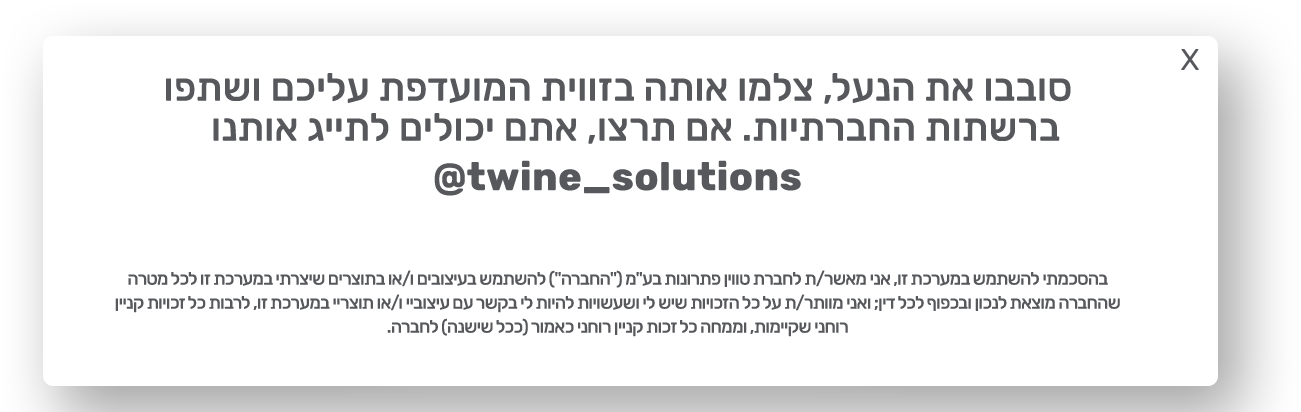 X
סובבו את הנעל, צלמו אותה בזווית המועדפת עליכם ושתפו
ברשתות החברתיות. אם תרצו, אתם יכולים לתייג אותנו
@twine_solutions
בהסכמתי להשתמש במערכת זו, אני מאשר/ת לחברת טווין פתרונות בע"מ ("החברה") להשתמש בעיצובים ו/או בתוצרים שיצרתי במערכת זו לכל מטרה
שהחברה מוצאת לנכון ובכפוף לכל דין; ואני מוותר/ת על כל הזכויות שיש לי ושעשויות להיות לי בקשר עם עיצוביי ו/או תוצריי במערכת זו, לרבות כל זכויות קניין
רוחני שקיימות, וממחה כל זכות קניין רוחני כאמור (ככל שישנה) לחברה.